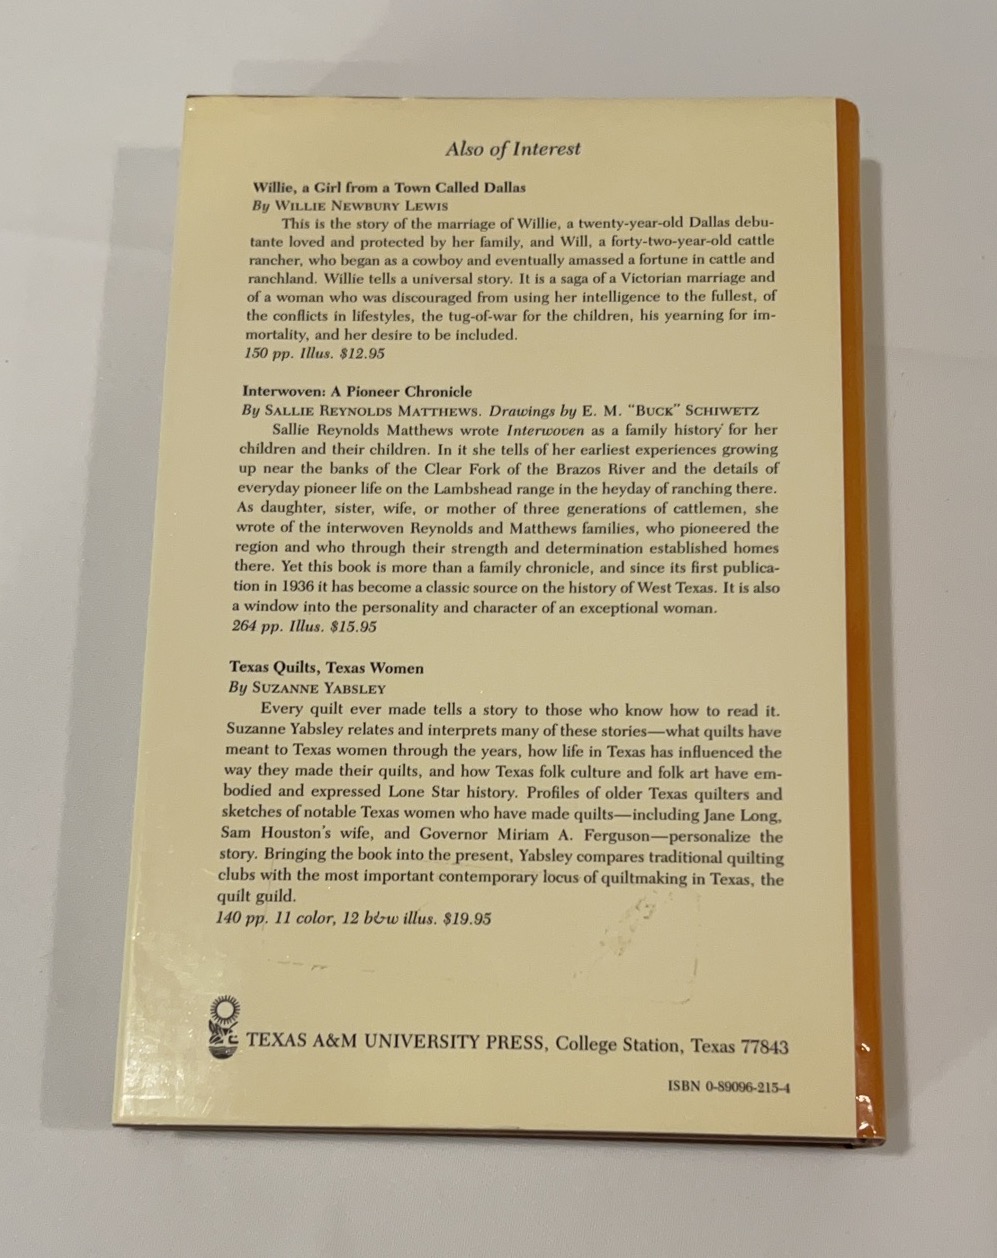 Also of Interest
Willie, a Girl from a Town Called Dallas
By WILLIE NEWBURY LEWIS
This is the story of the marriage of Willie, a twenty-year-old Dallas debu-
tante loved and protected by her family, and Will, a forty-two-year-old cattle
rancher, who began as a cowboy and eventually amassed a fortune in cattle and
ranchland. Willie tells a universal story. It is a saga of a Victorian marriage and
of a woman who was discouraged from using her intelligence to the fullest, of
the conflicts in lifestyles, the tug-of-war for the children, his yearning for im-
mortality, and her desire to be included.
150 pp. Illus. $12.95
Interwoven: A Pioneer Chronicle
By SALLIE REYNOLDS MATTHEWS. Drawings by E. M. "BUCK" SCHIWETZ
Sallie Reynolds Matthews wrote Interwoven as a family history for her
children and their children. In it she tells of her earliest experiences growing
up near the banks of the Clear Fork of the Brazos River and the details of
everyday pioneer life on the Lambshead range in the heyday of ranching there.
As daughter, sister, wife, or mother of three generations of cattlemen, she
wrote of the interwoven Reynolds and Matthews families, who pioneered the
region and who through their strength and determination established homes
there. Yet this book is more than a family chronicle, and since its first publica-
tion in 1936 it has become a classic source on the history of West Texas. It is also
a window into the personality and character of an exceptional woman.
264 pp. Illus. $15.95
Texas Quilts, Texas Women
By SUZANNE YABSLEY
Every quilt ever made tells a story to those who know how to read it.
Suzanne Yabsley relates and interprets many of these stories—what quilts have
meant to Texas women through the years, how life in Texas has influenced the
way they made their quilts, and how Texas folk culture and folk art have em-
bodied and expressed Lone Star history. Profiles of older Texas quilters and
sketches of notable Texas women who have made quilts—including Jane Long,
Sam Houston's wife, and Governor Miriam A. Ferguson—personalize the
story. Bringing the book into the present, Yabsley compares traditional quilting
clubs with the most important contemporary locus of quiltmaking in Texas, the
quilt guild.
140 pp. 11 color, 12 b&w illus. $19.95
TEXAS A&M UNIVERSITY PRESS, College Station, Texas 77843
ISBN 0-89096-215-4